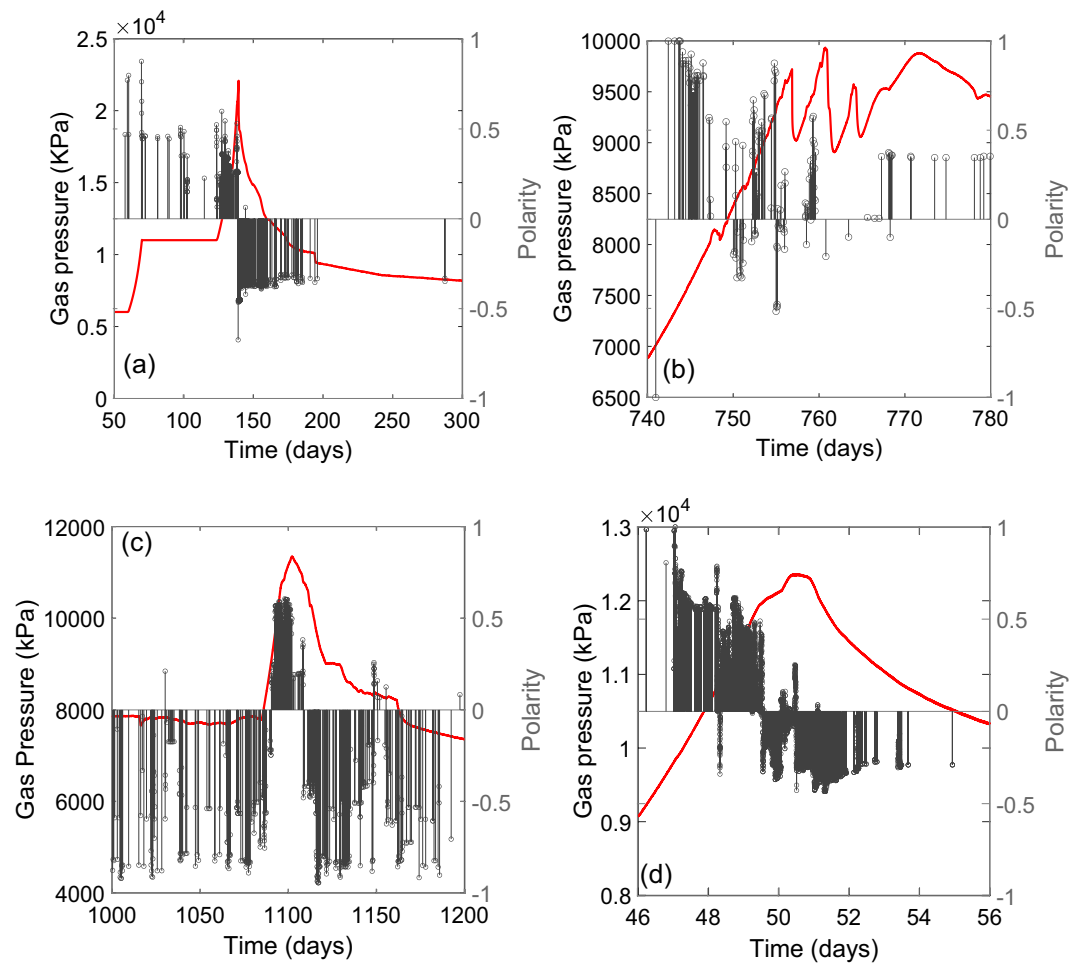 ×10⁴
2.5
2
1.5
1
0.5
0
Gas pressure (KPa)
1
0.5
0
-0.5
-1
Polarity
(a)
50 100 150 200 250 300
Time (days)
10000
9500
9000
8500
8000
7500
7000
6500
Gas pressure (kPa)
1
0.5
0
-0.5
-1
Polarity
(b)
740 750 760 770 780
Time (days)
12000
10000
8000
6000
4000
Gas Pressure (kPa)
1
0.5
0
-0.5
-1
Polarity
(c)
1000 1050 1100 1150 1200
Time (days)
×10⁴
1.3
1.2
1.1
1
0.9
0.8
Gas pressure (kPa)
1
0.5
0
-0.5
-1
Polarity
(d)
46 48 50 52 54 56
Time (days)